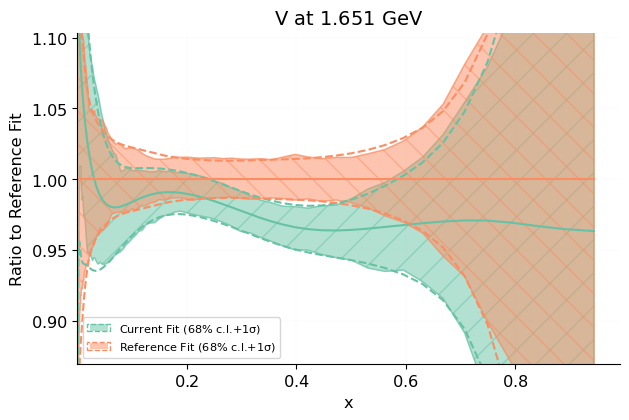 V at 1.651 GeV
Ratio to Reference Fit
1.10
1.05
1.00
0.95
0.90
Current Fit (68% c.l.+1σ)
Reference Fit (68% c.l.+1σ)
0.2
0.4
0.6
0.8
x